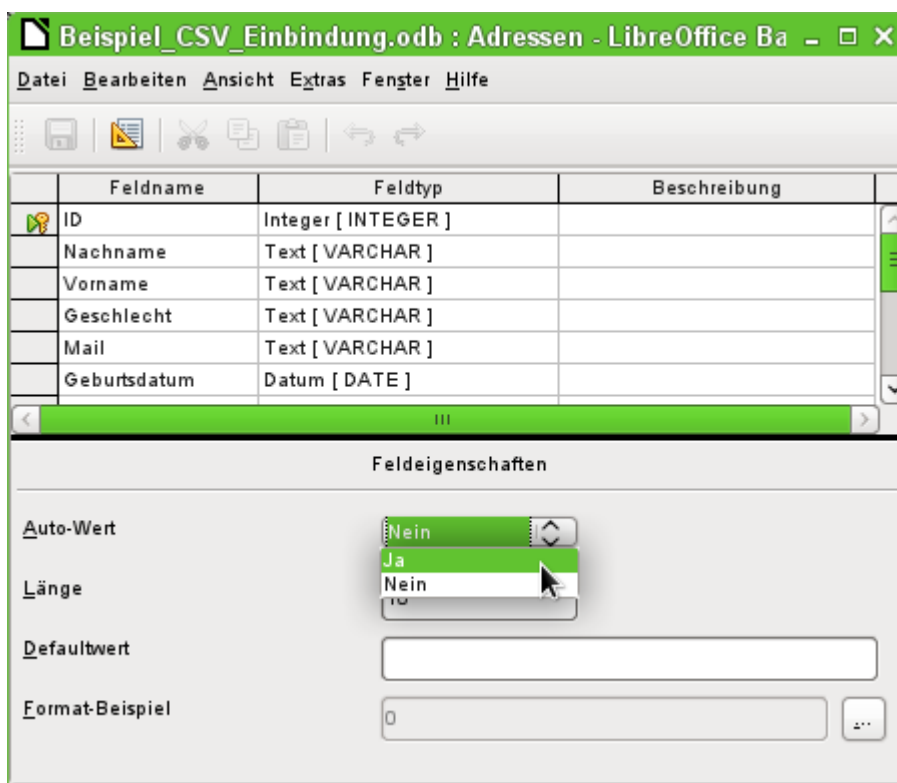 Beispiel_CSV_Einbindung.odb : Adressen - LibreOffice Ba
Datei Bearbeiten Ansicht Extras Fenster Hilfe
Feldname Feldtyp Beschreibung
ID Integer [ INTEGER ]
Nachname Text [ VARCHAR ]
Vorname Text [ VARCHAR ]
Geschlecht Text [ VARCHAR ]
Mail Text [ VARCHAR ]
Geburtsdatum Datum [ DATE ]
Feldeigenschaften
Auto-Wert Nein
Ja
Nein
Länge
Defaultwert
Format-Beispiel 0 ...